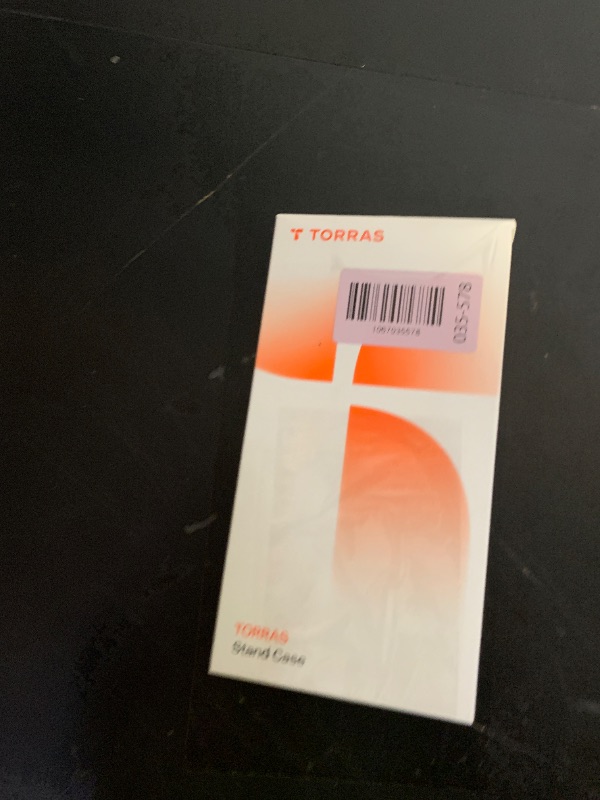 TORRAS
1067035578
035-578
TORRAS
Stand Case